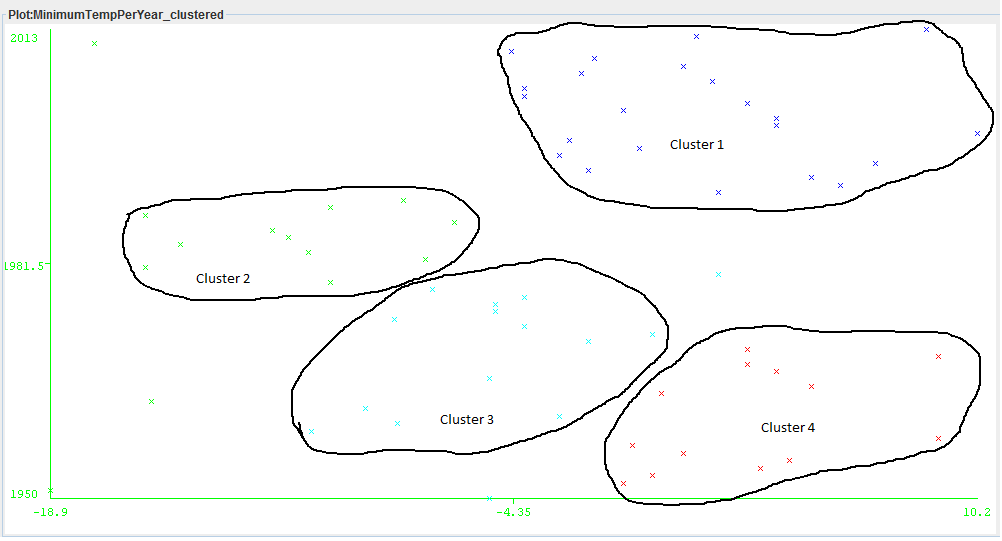 Plot:MinimumTempPerYear_clustered
2013
Cluster 1
1981.5
Cluster 2
Cluster 3
Cluster 4
1950
-18.9
-4.35
10.2